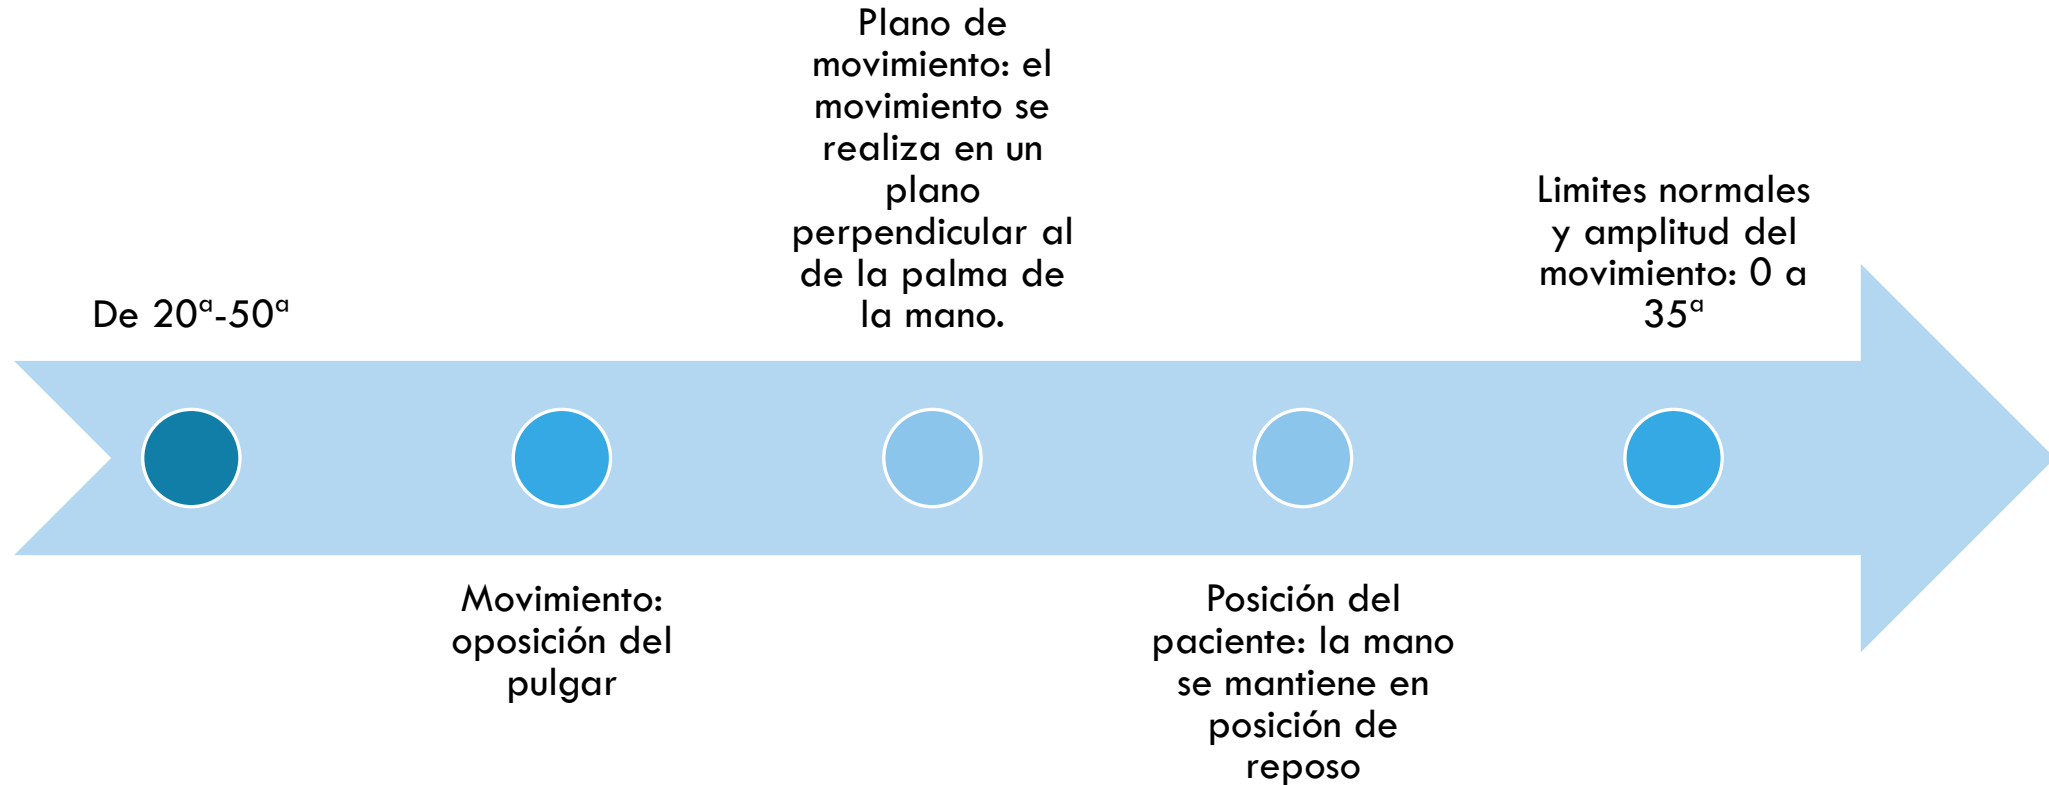 De 20ª-50ª
Movimiento:
oposición del
pulgar
Plano de
movimiento: el
movimiento se
realiza en un
plano
perpendicular al
de la palma de
la mano.
Posición del
paciente: la mano
se mantiene en
posición de
reposo
Limites normales
y amplitud del
movimiento: 0 a
35ª